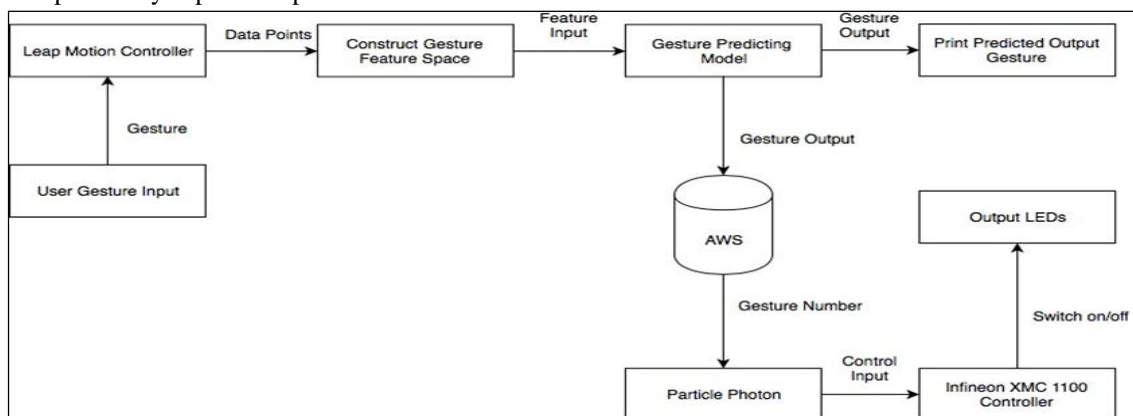 Leap Motion Controller
Data Points
Construct Gesture
Feature Space
Feature
Input
Gesture Predicting
Model
Gesture
Output
Print Predicted Output
Gesture
Gesture
User Gesture Input
Gesture Output
AWS
Output LEDs
Gesture Number
Switch on/off
Particle Photon
Control
Input
Infineon XMC 1100
Controller